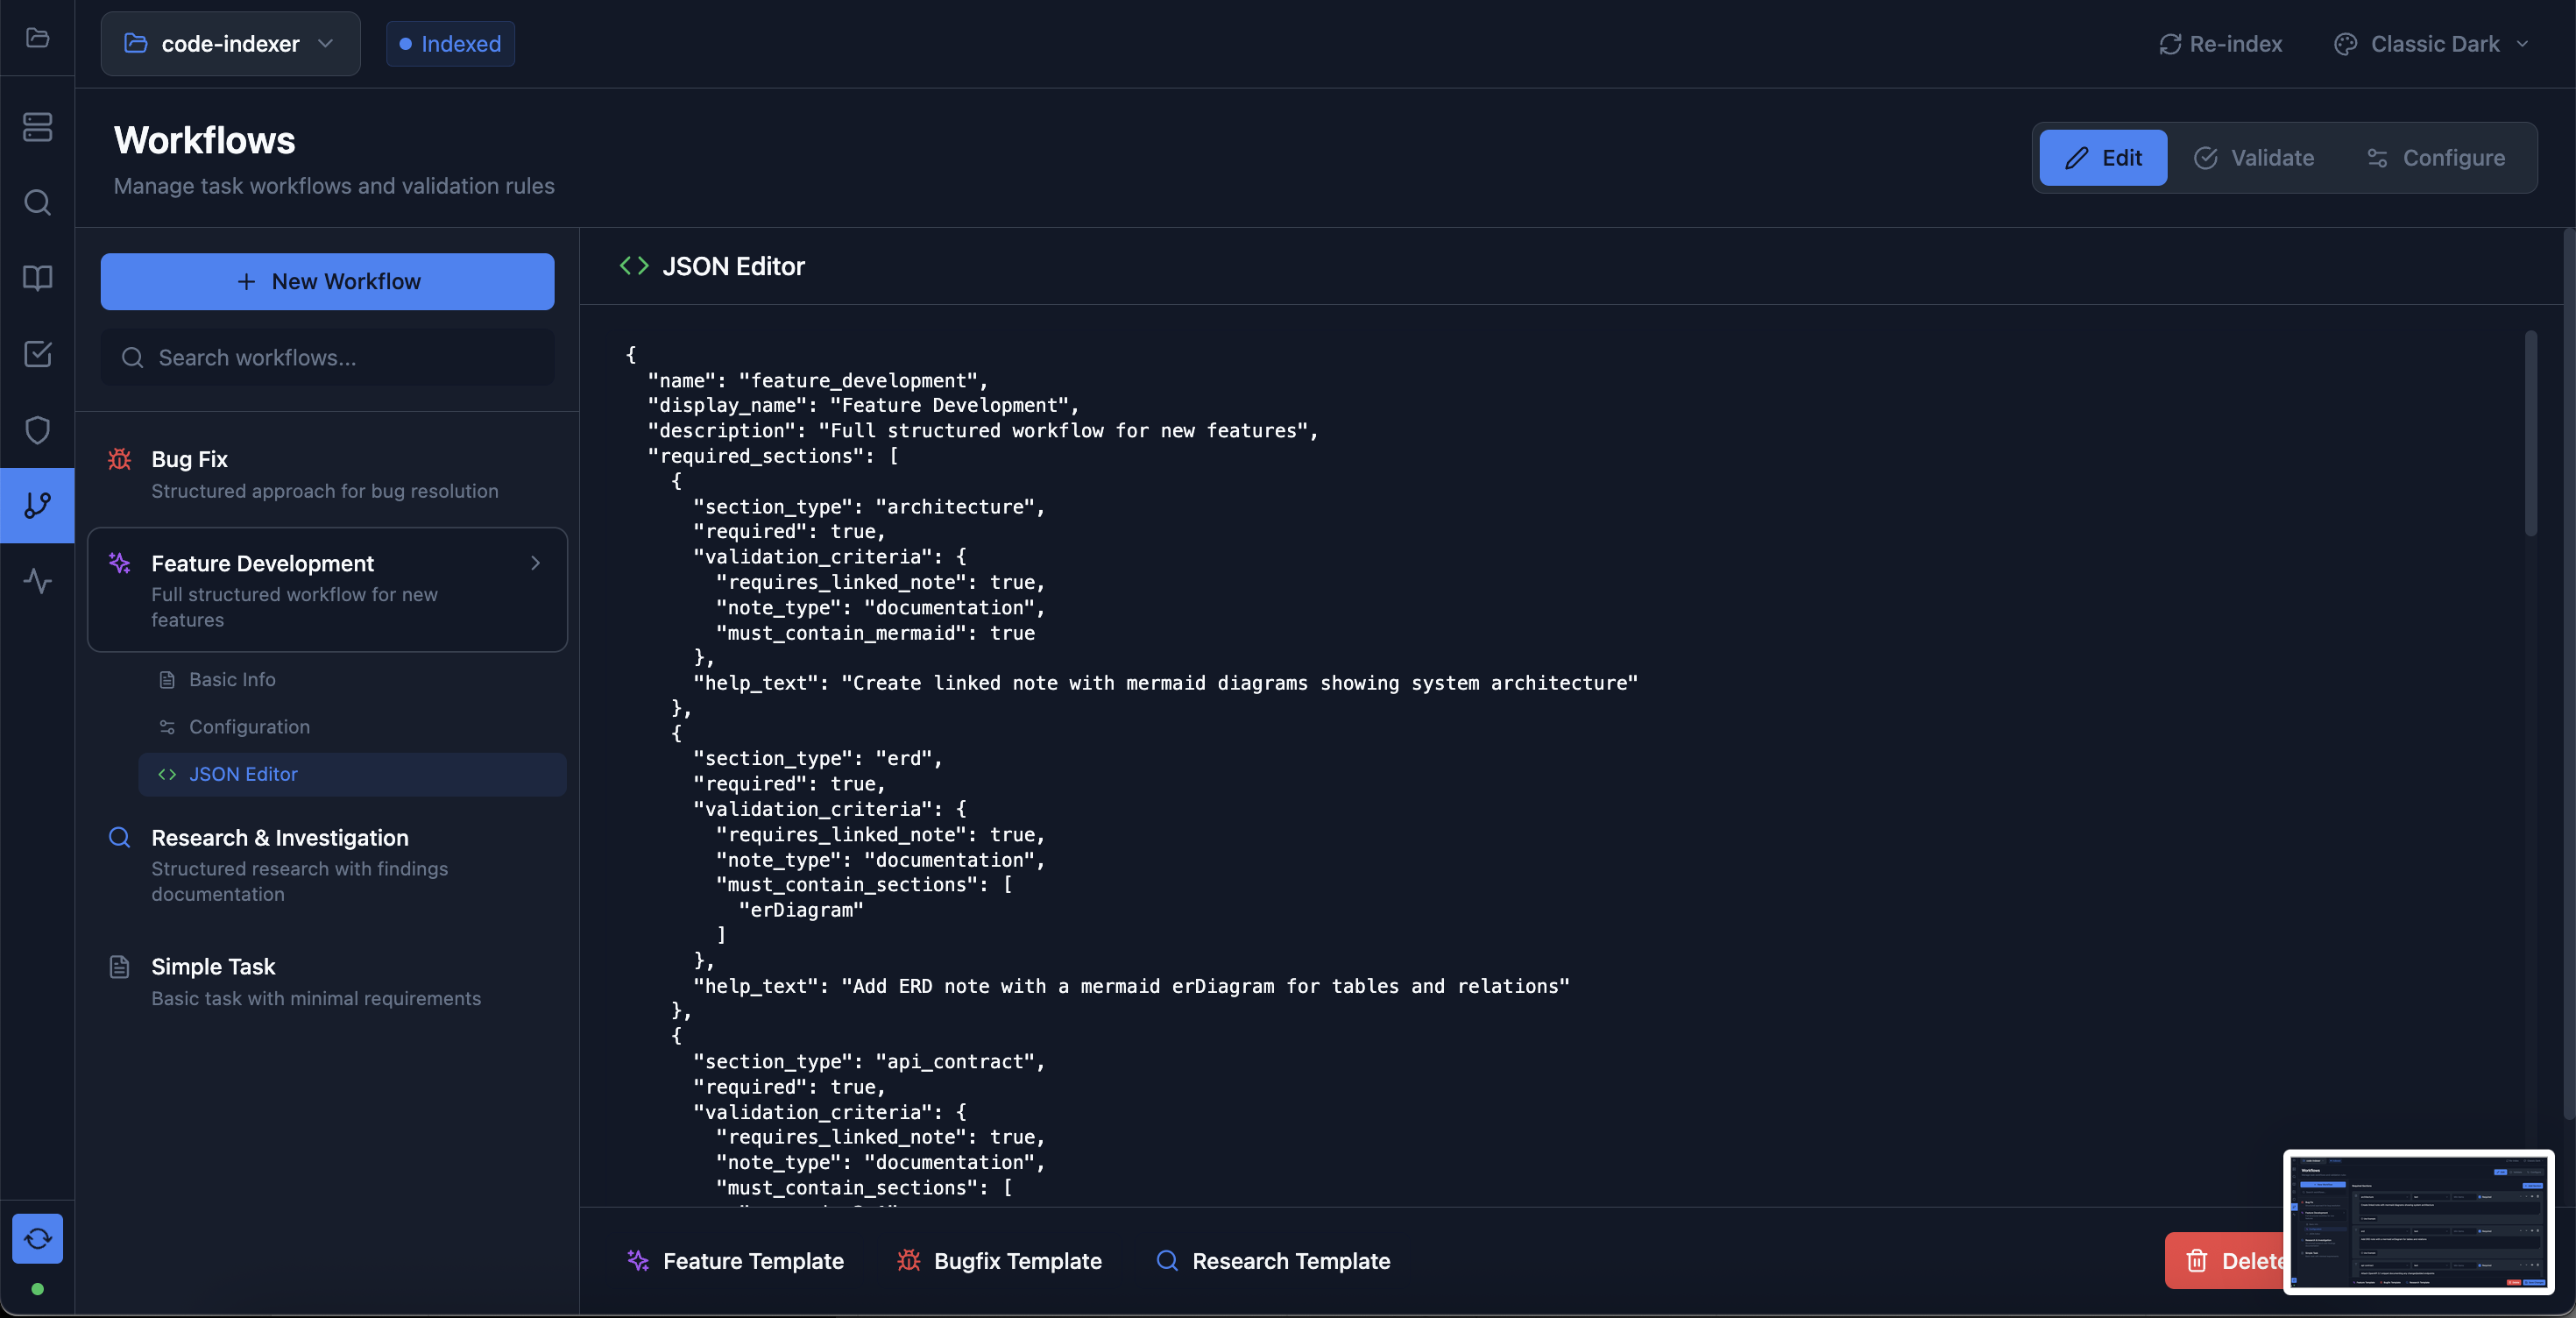 code-indexer
Indexed
Re-index
Classic Dark
Workflows
Manage task workflows and validation rules
Edit
Validate
Configure
New Workflow
Search workflows...
Bug Fix
Structured approach for bug resolution
Feature Development
Full structured workflow for new
features
Basic Info
Configuration
JSON Editor
Research & Investigation
Structured research with findings
documentation
Simple Task
Basic task with minimal requirements
JSON Editor
{
  "name": "feature_development",
  "display_name": "Feature Development",
  "description": "Full structured workflow for new features",
  "required_sections": [
    {
      "section_type": "architecture",
      "required": true,
      "validation_criteria": {
        "requires_linked_note": true,
        "note_type": "documentation",
        "must_contain_mermaid": true
      },
      "help_text": "Create linked note with mermaid diagrams showing system architecture"
    },
    {
      "section_type": "erd",
      "required": true,
      "validation_criteria": {
        "requires_linked_note": true,
        "note_type": "documentation",
        "must_contain_sections": [
          "erDiagram"
        ]
      },
      "help_text": "Add ERD note with a mermaid erDiagram for tables and relations"
    },
    {
      "section_type": "api_contract",
      "required": true,
      "validation_criteria": {
        "requires_linked_note": true,
        "note_type": "documentation",
        "must_contain_sections": [
Feature Template
Bugfix Template
Research Template
Delete